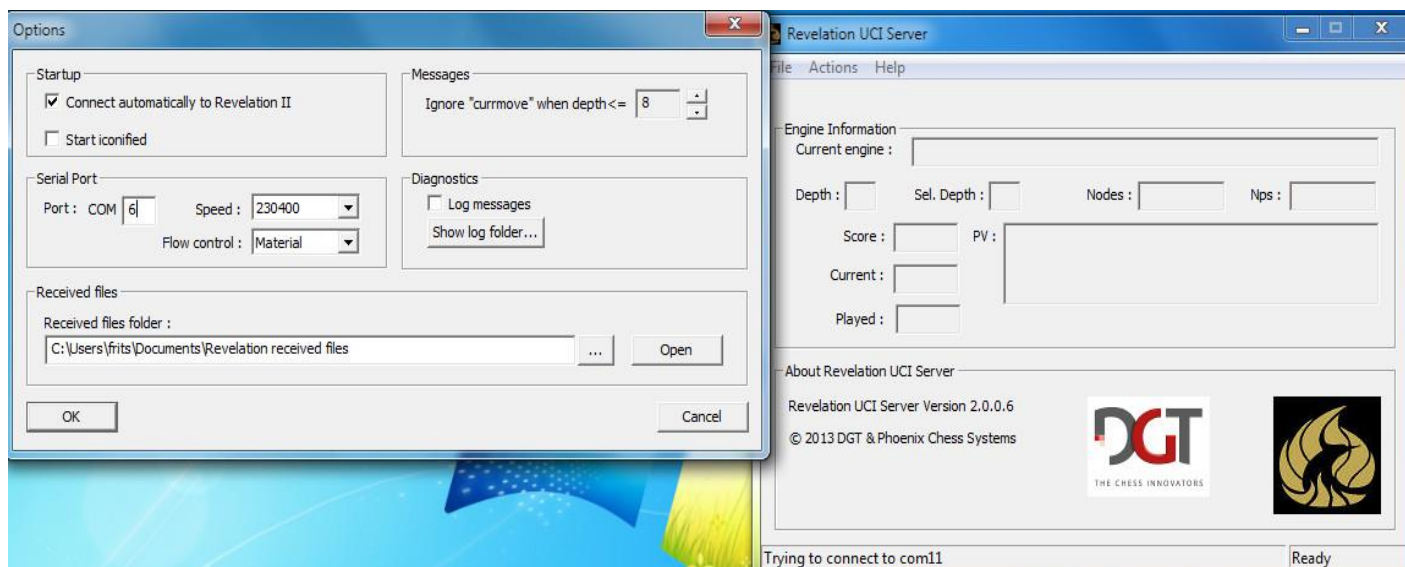 Options
Startup
Connect automatically to Revelation II
Start iconified
Messages
Ignore "currmove" when depth<= 8
Serial Port
Port : COM 6 Speed : 230400
Flow control : Material
Diagnostics
Log messages
Show log folder...
Received files
Received files folder :
C:\Users\frits\Documents\Revelation received files ... Open
OK Cancel
Revelation UCI Server
File Actions Help
Engine Information
Current engine :
Depth : Sel. Depth : Nodes : Nps :
Score : PV :
Current :
Played :
About Revelation UCI Server
Revelation UCI Server Version 2.0.0.6
© 2013 DGT & Phoenix Chess Systems
DGT
THE CHESS INNOVATORS
Trying to connect to com11 Ready